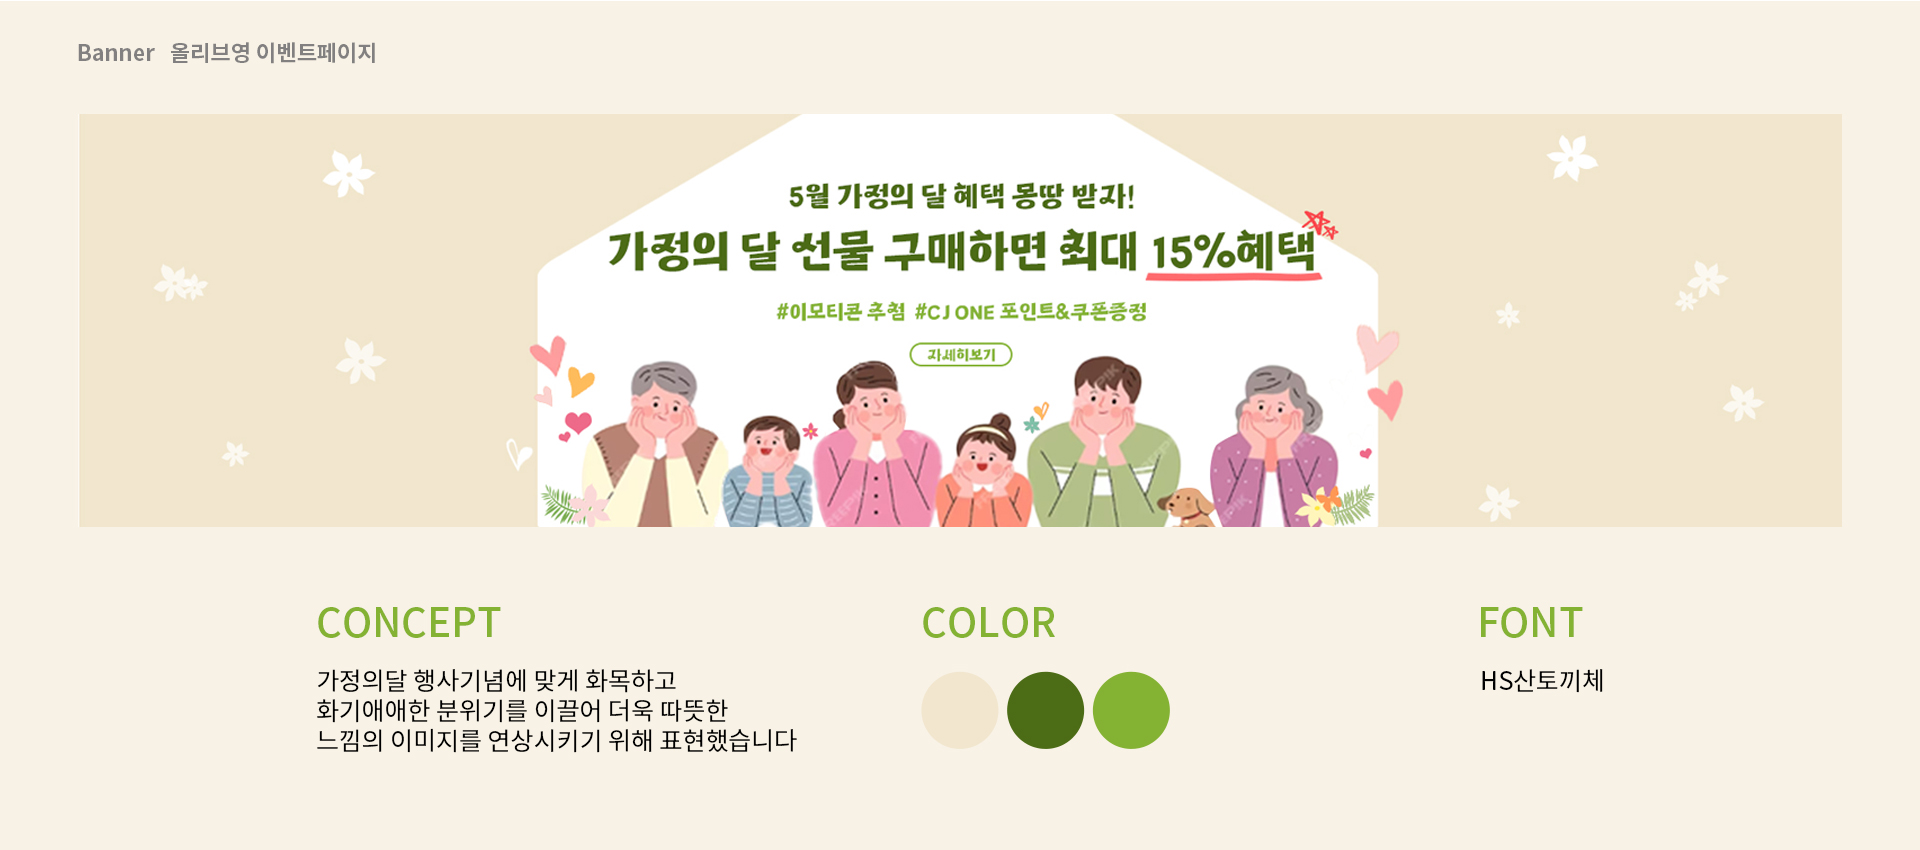 Banner 올리브영 이벤트페이지
5월 가정의 달 혜택 몽땅 받자!
가정의 달 선물 구매하면 최대 15%혜택
#이모티콘 추첨 #CJ ONE 포인트&쿠폰증정
자세히보기
CONCEPT
가정의달 행사기념에 맞게 화목하고
화기애애한 분위기를 이끌어 더욱 따뜻한
느낌의 이미지를 연상시키기 위해 표현했습니다
COLOR
FONT
HS산토끼체